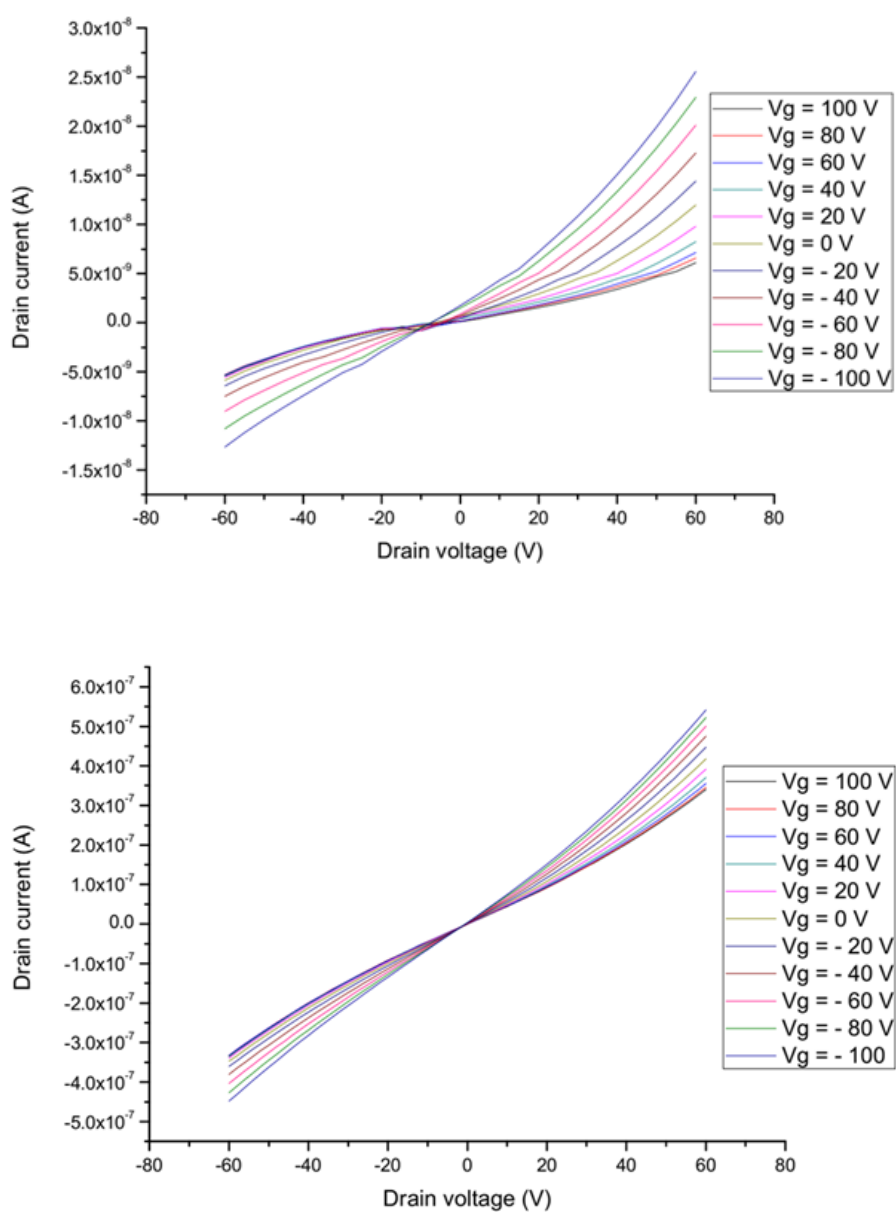 3.0x10⁻⁸
2.5x10⁻⁸
2.0x10⁻⁸
1.5x10⁻⁸
1.0x10⁻⁸
5.0x10⁻⁹
0.0
-5.0x10⁻⁹
-1.0x10⁻⁸
-1.5x10⁻⁸
Drain current (A)
-80 -60 -40 -20 0 20 40 60 80
Drain voltage (V)
Vg = 100 V
Vg = 80 V
Vg = 60 V
Vg = 40 V
Vg = 20 V
Vg = 0 V
Vg = - 20 V
Vg = - 40 V
Vg = - 60 V
Vg = - 80 V
Vg = - 100 V
6.0x10⁻⁷
5.0x10⁻⁷
4.0x10⁻⁷
3.0x10⁻⁷
2.0x10⁻⁷
1.0x10⁻⁷
0.0
-1.0x10⁻⁷
-2.0x10⁻⁷
-3.0x10⁻⁷
-4.0x10⁻⁷
-5.0x10⁻⁷
Drain current (A)
-80 -60 -40 -20 0 20 40 60 80
Drain voltage (V)
Vg = 100 V
Vg = 80 V
Vg = 60 V
Vg = 40 V
Vg = 20 V
Vg = 0 V
Vg = - 20 V
Vg = - 40 V
Vg = - 60 V
Vg = - 80 V
Vg = - 100